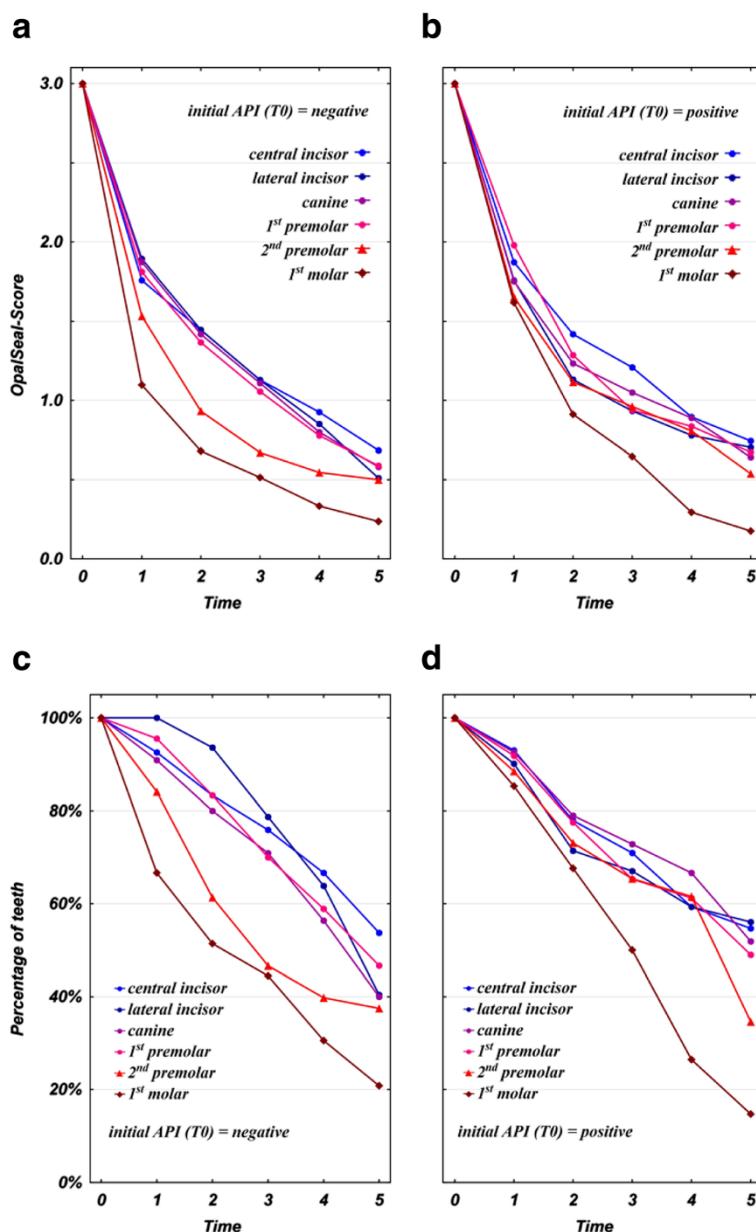 a
3.0
2.0
1.0
0.0
OpalSeal-Score
initial API (T0) = negative
central incisor
lateral incisor
canine
1st premolar
2nd premolar
1st molar
0 1 2 3 4 5
Time
b
initial API (T0) = positive
central incisor
lateral incisor
canine
1st premolar
2nd premolar
1st molar
0 1 2 3 4 5
Time
c
100%
80%
60%
40%
20%
0%
Percentage of teeth
central incisor
lateral incisor
canine
1st premolar
2nd premolar
1st molar
initial API (T0) = negative
0 1 2 3 4 5
Time
d
central incisor
lateral incisor
canine
1st premolar
2nd premolar
1st molar
initial API (T0) = positive
0 1 2 3 4 5
Time